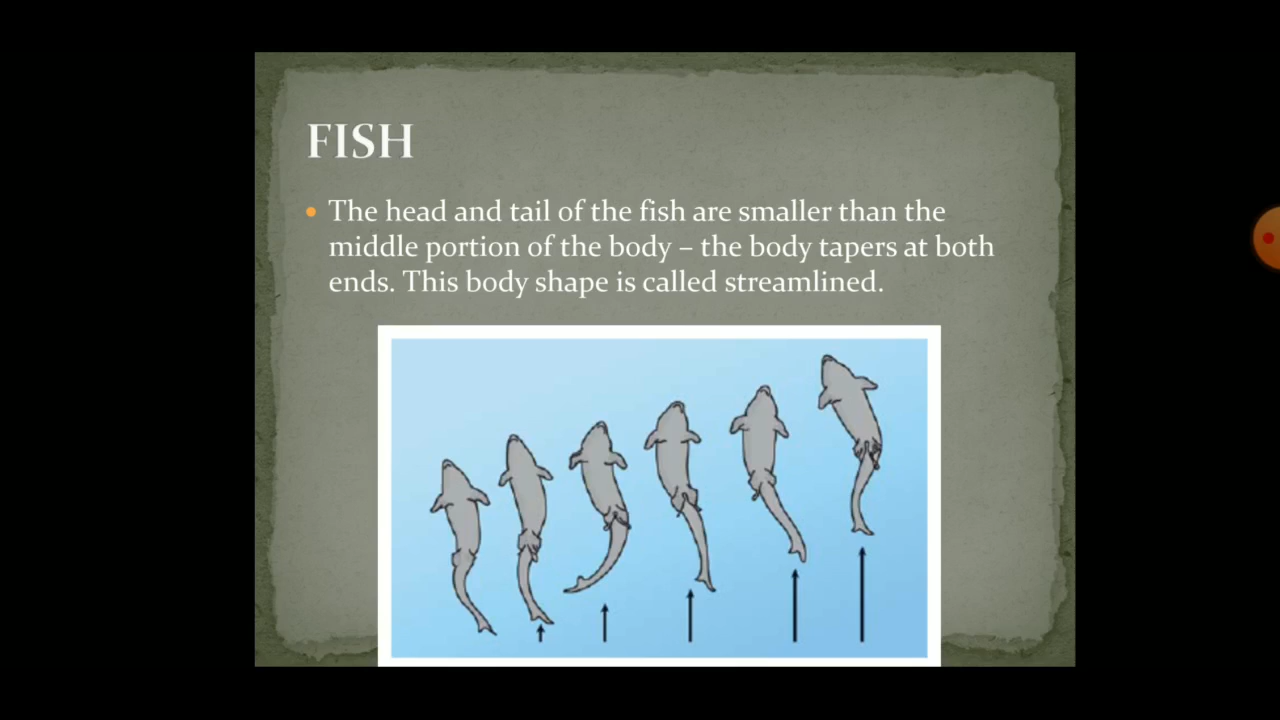 FISH
The head and tail of the fish are smaller than the
middle portion of the body – the body tapers at both
ends. This body shape is called streamlined.